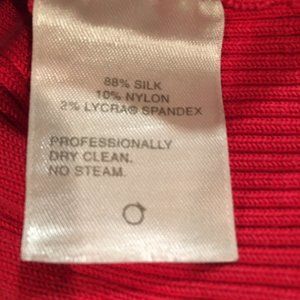 88% SILK
10% NYLON
2% LYCRA® SPANDEX
PROFESSIONALLY
DRY CLEAN.
NO STEAM.